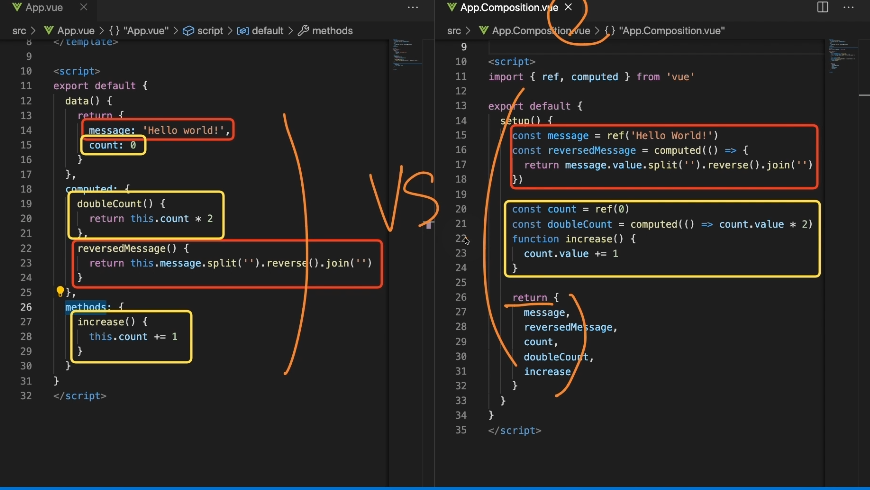 App.vue
src > App.vue > {} "App.vue" > script > default > methods
8 </template>
9
10 <script>
11 export default {
12 data() {
13 return {
14 message: 'Hello world!',
15 count: 0
16 }
17 },
18 computed: {
19 doubleCount() {
20 return this.count * 2
21 },
22 reversedMessage() {
23 return this.message.split('').reverse().join('')
24 }
25 },
26 methods: {
27 increase() {
28 this.count += 1
29 }
30 }
31 }
32 </script>
VS
App.Composition.vue
src > App.Composition.vue > {} "App.Composition.vue"
9
10 <script>
11 import { ref, computed } from 'vue'
12
13 export default {
14 setup() {
15 const message = ref('Hello World!')
16 const reversedMessage = computed(() => {
17 return message.value.split('').reverse().join('')
18 })
19
20 const count = ref(0)
21 const doubleCount = computed(() => count.value * 2)
22 function increase() {
23 count.value += 1
24 }
25
26 return {
27 message,
28 reversedMessage,
29 count,
30 doubleCount,
31 increase
32 }
33 }
34 }
35 </script>